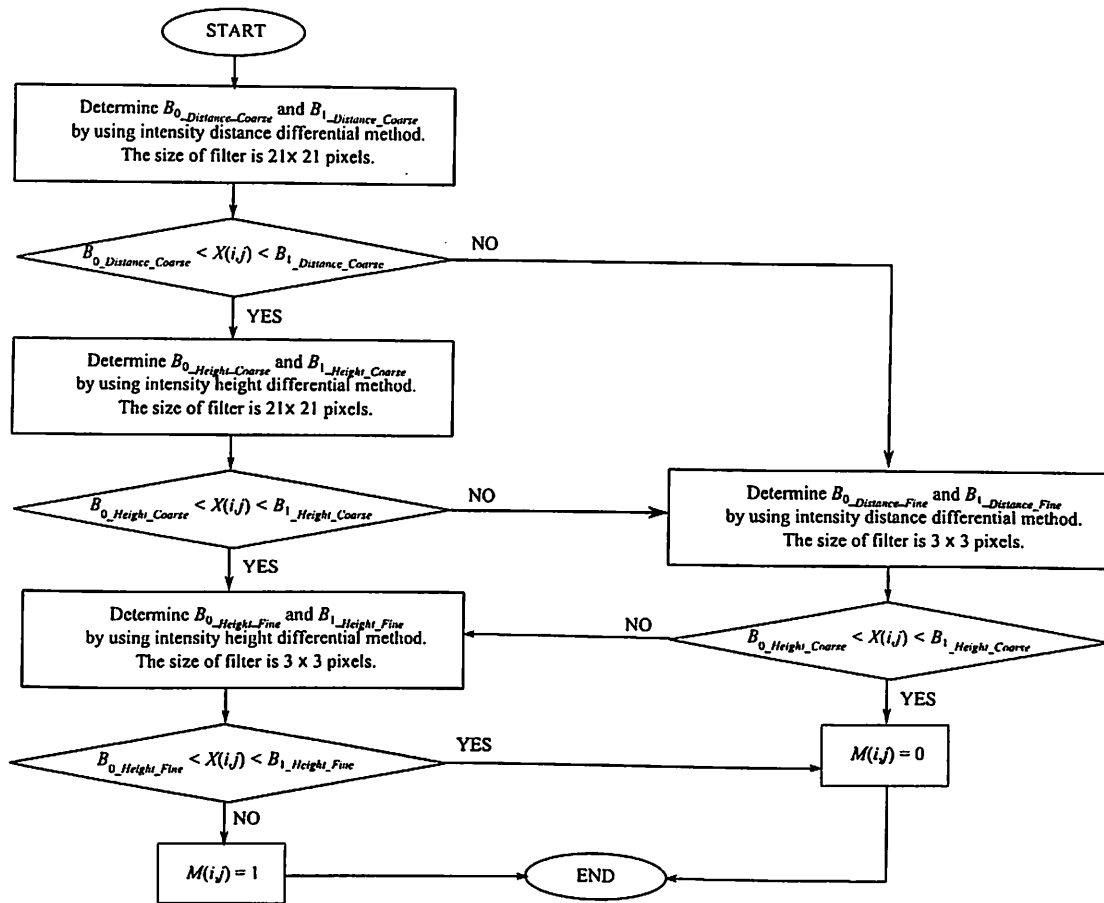 START
Determine B0_Distance_Coarse and B1_Distance_Coarse
by using intensity distance differential method.
The size of filter is 21× 21 pixels.
B0_Distance_Coarse < X(i,j) < B1_Distance_Coarse
NO
YES
Determine B0_Height_Coarse and B1_Height_Coarse
by using intensity height differential method.
The size of filter is 21× 21 pixels.
B0_Height_Coarse < X(i,j) < B1_Height_Coarse
NO
YES
Determine B0_Distance_Fine and B1_Distance_Fine
by using intensity distance differential method.
The size of filter is 3 × 3 pixels.
Determine B0_Height_Fine and B1_Height_Fine
by using intensity height differential method.
The size of filter is 3 × 3 pixels.
NO
B0_Height_Coarse < X(i,j) < B1_Height_Coarse
YES
B0_Height_Fine < X(i,j) < B1_Height_Fine
YES
M(i,j) = 0
NO
M(i,j) = 1
END